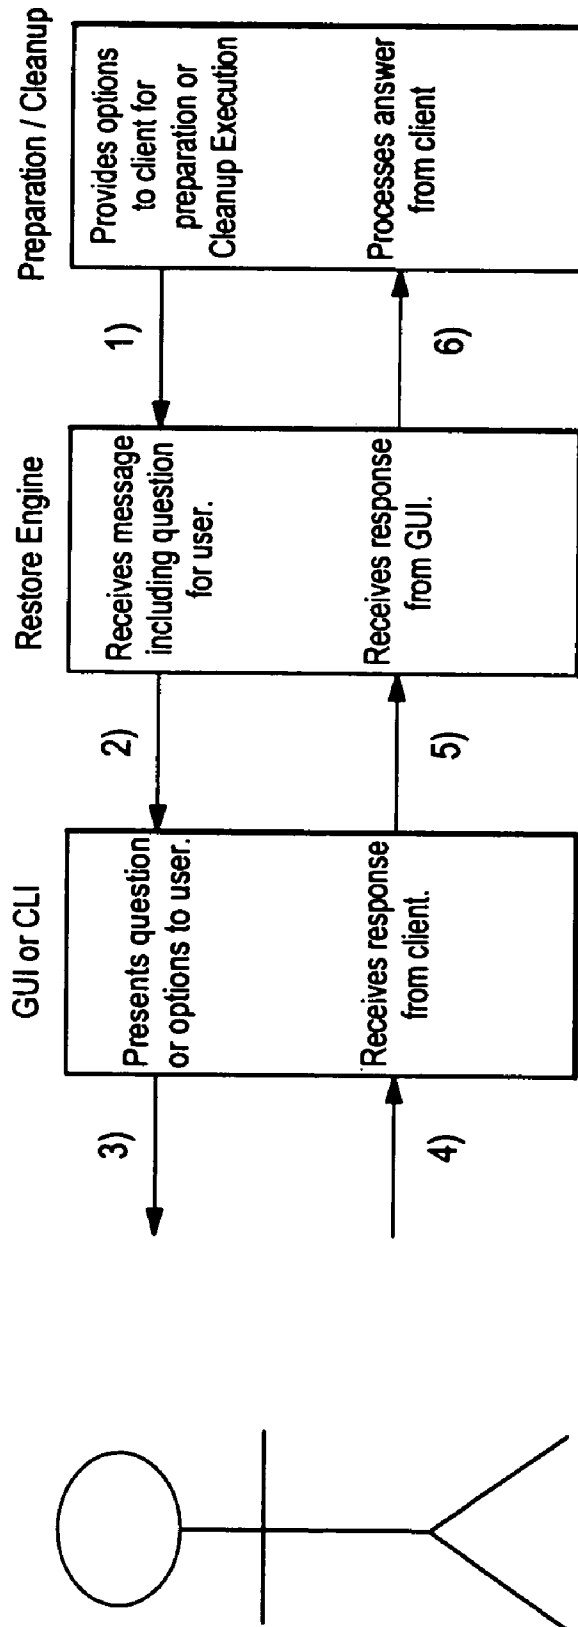 GUI or CLI
Restore Engine
Preparation / Cleanup
3)
Presents question
or options to user.
2)
Receives message
including question
for user.
1)
Provides options
to client for
preparation or
Cleanup Execution
4)
Receives response
from client.
5)
Receives response
from GUI.
6)
Processes answer
from client